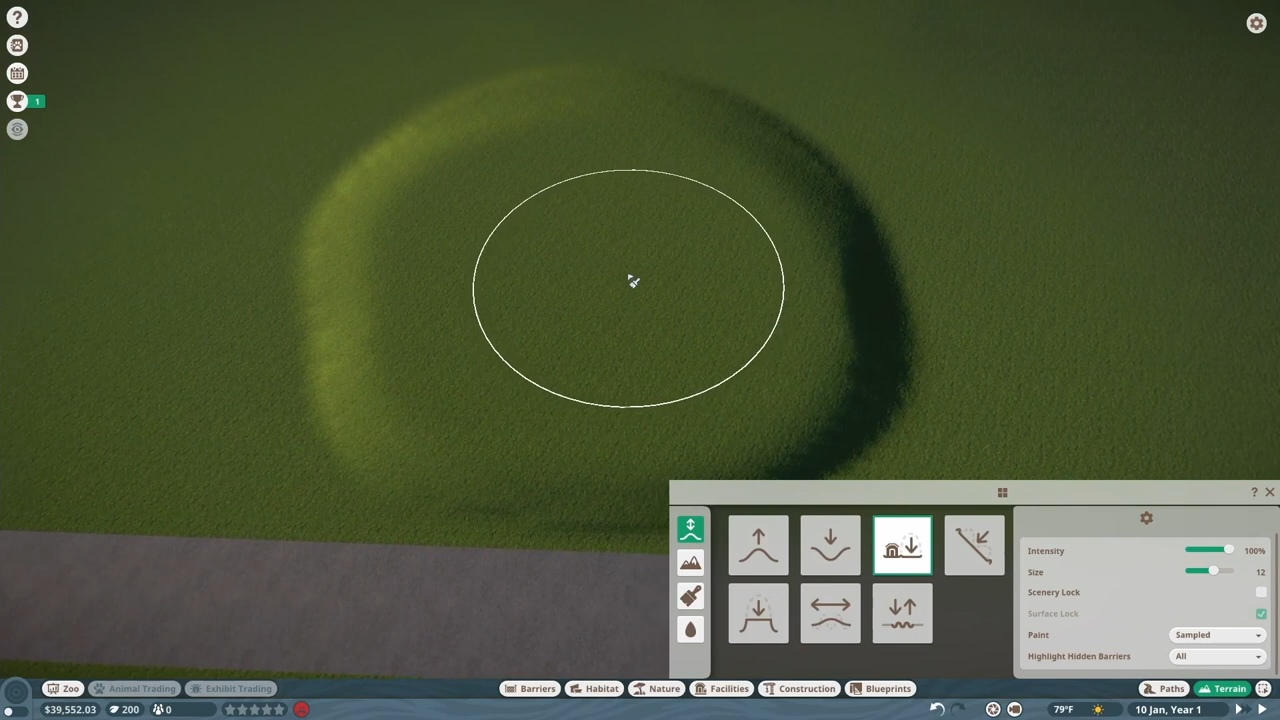 ?
1
? ×
Intensity 100%
Size 12
Scenery Lock
Surface Lock
Paint Sampled
Highlight Hidden Barriers All
Zoo Animal Trading Exhibit Trading Barriers Habitat Nature Facilities Construction Blueprints Paths Terrain
$39,552.03 200 0 79°F 10 Jan, Year 1